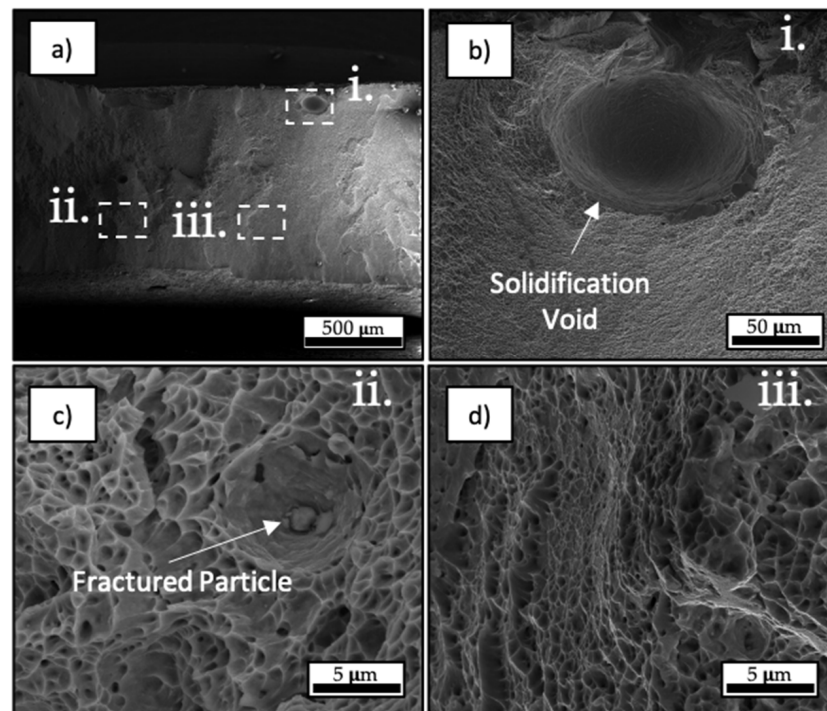 a)
i.
ii.
iii.
500 µm
b)
i.
Solidification
Void
50 µm
c)
ii.
Fractured Particle
5 µm
d)
iii.
5 µm